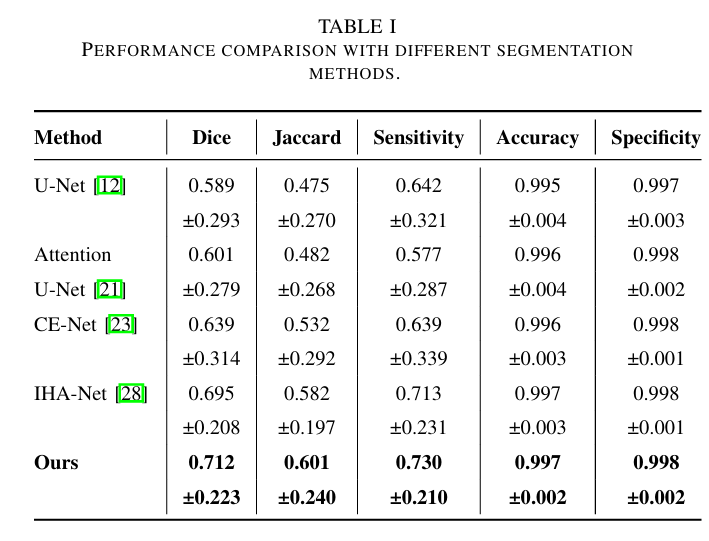 TABLE I
PERFORMANCE COMPARISON WITH DIFFERENT SEGMENTATION
METHODS.
Method Dice Jaccard Sensitivity Accuracy Specificity
U-Net [12] 0.589 0.475 0.642 0.995 0.997
±0.293 ±0.270 ±0.321 ±0.004 ±0.003
Attention 0.601 0.482 0.577 0.996 0.998
U-Net [21] ±0.279 ±0.268 ±0.287 ±0.004 ±0.002
CE-Net [23] 0.639 0.532 0.639 0.996 0.998
±0.314 ±0.292 ±0.339 ±0.003 ±0.001
IHA-Net [28] 0.695 0.582 0.713 0.997 0.998
±0.208 ±0.197 ±0.231 ±0.003 ±0.001
Ours 0.712 0.601 0.730 0.997 0.998
±0.223 ±0.240 ±0.210 ±0.002 ±0.002